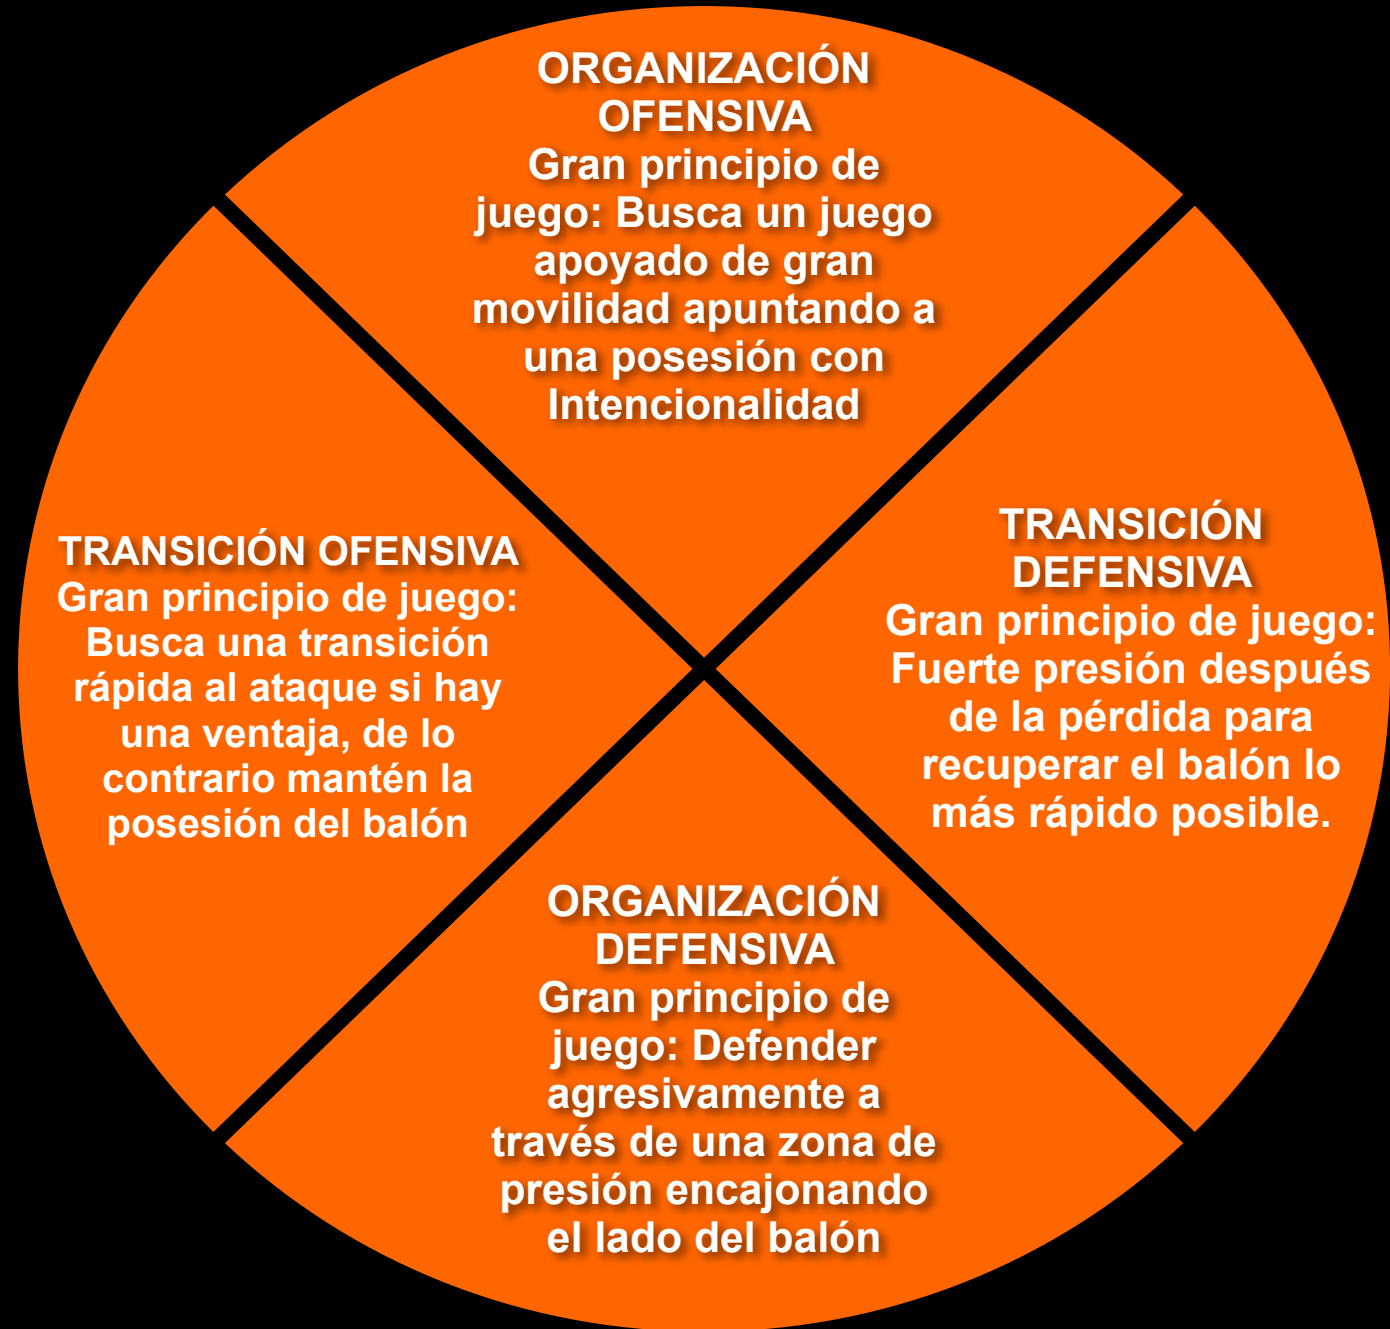 ORGANIZACIÓN
OFENSIVA
Gran principio de
juego: Busca un juego
apoyado de gran
movilidad apuntando a
una posesión con
Intencionalidad
TRANSICIÓN OFENSIVA
Gran principio de juego:
Busca una transición
rápida al ataque si hay
una ventaja, de lo
contrario mantén la
posesión del balón
TRANSICIÓN
DEFENSIVA
Gran principio de juego:
Fuerte presión después
de la pérdida para
recuperar el balón lo
más rápido posible.
ORGANIZACIÓN
DEFENSIVA
Gran principio de
juego: Defender
agresivamente a
través de una zona de
presión encajonando
el lado del balón